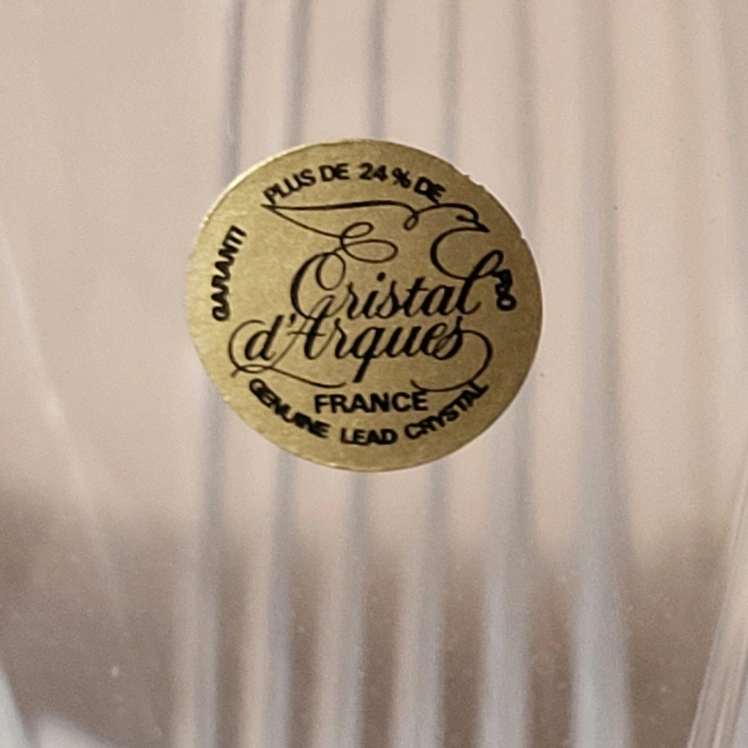 GARANTI PLUS DE 24% DE PBO
Cristal
d'Arques
FRANCE
GENUINE LEAD CRYSTAL